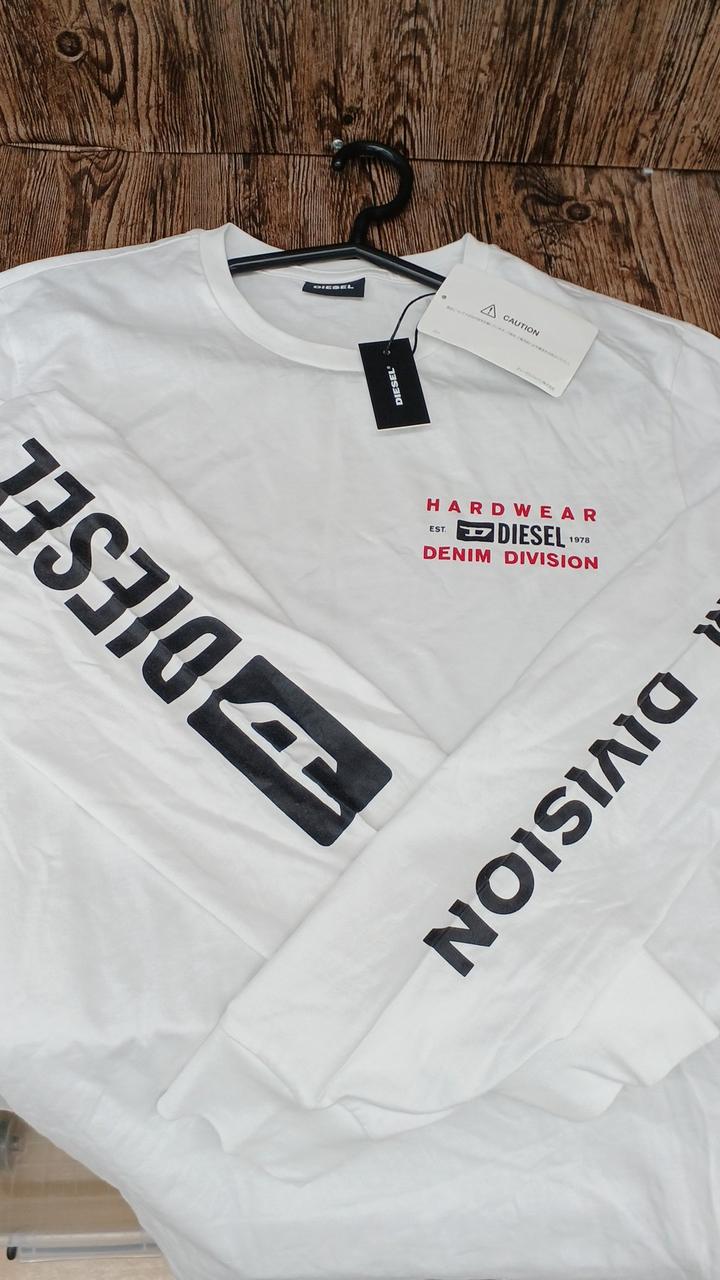 DIESEL
CAUTION
DIESEL
HARDWEAR
EST. DIESEL 1978
DENIM DIVISION
DIESEL
DIVISION